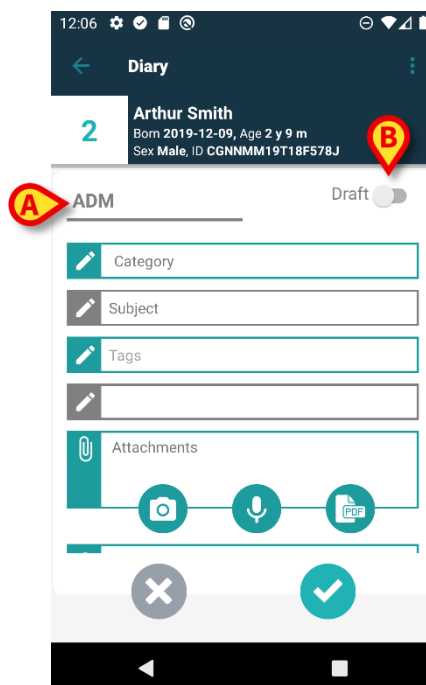 12:06
Diary
2
Arthur Smith
Born 2019-12-09, Age 2 y 9 m
Sex Male, ID CGNNMM19T18F578J
B
A
ADM
Draft
Category
Subject
Tags
Attachments
PDF